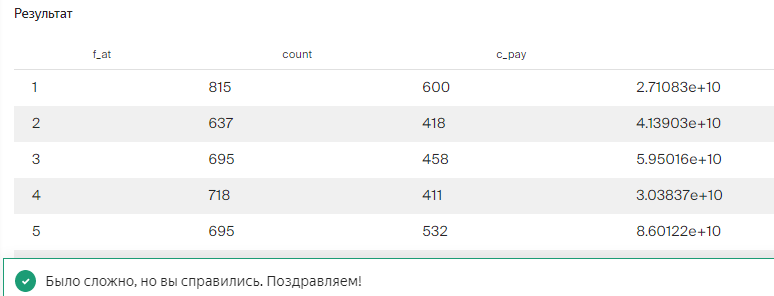 Результат
f_at count c_pay
1 815 600 2.71083e+10
2 637 418 4.13903e+10
3 695 458 5.95016e+10
4 718 411 3.03837e+10
5 695 532 8.60122e+10
Было сложно, но вы справились. Поздравляем!